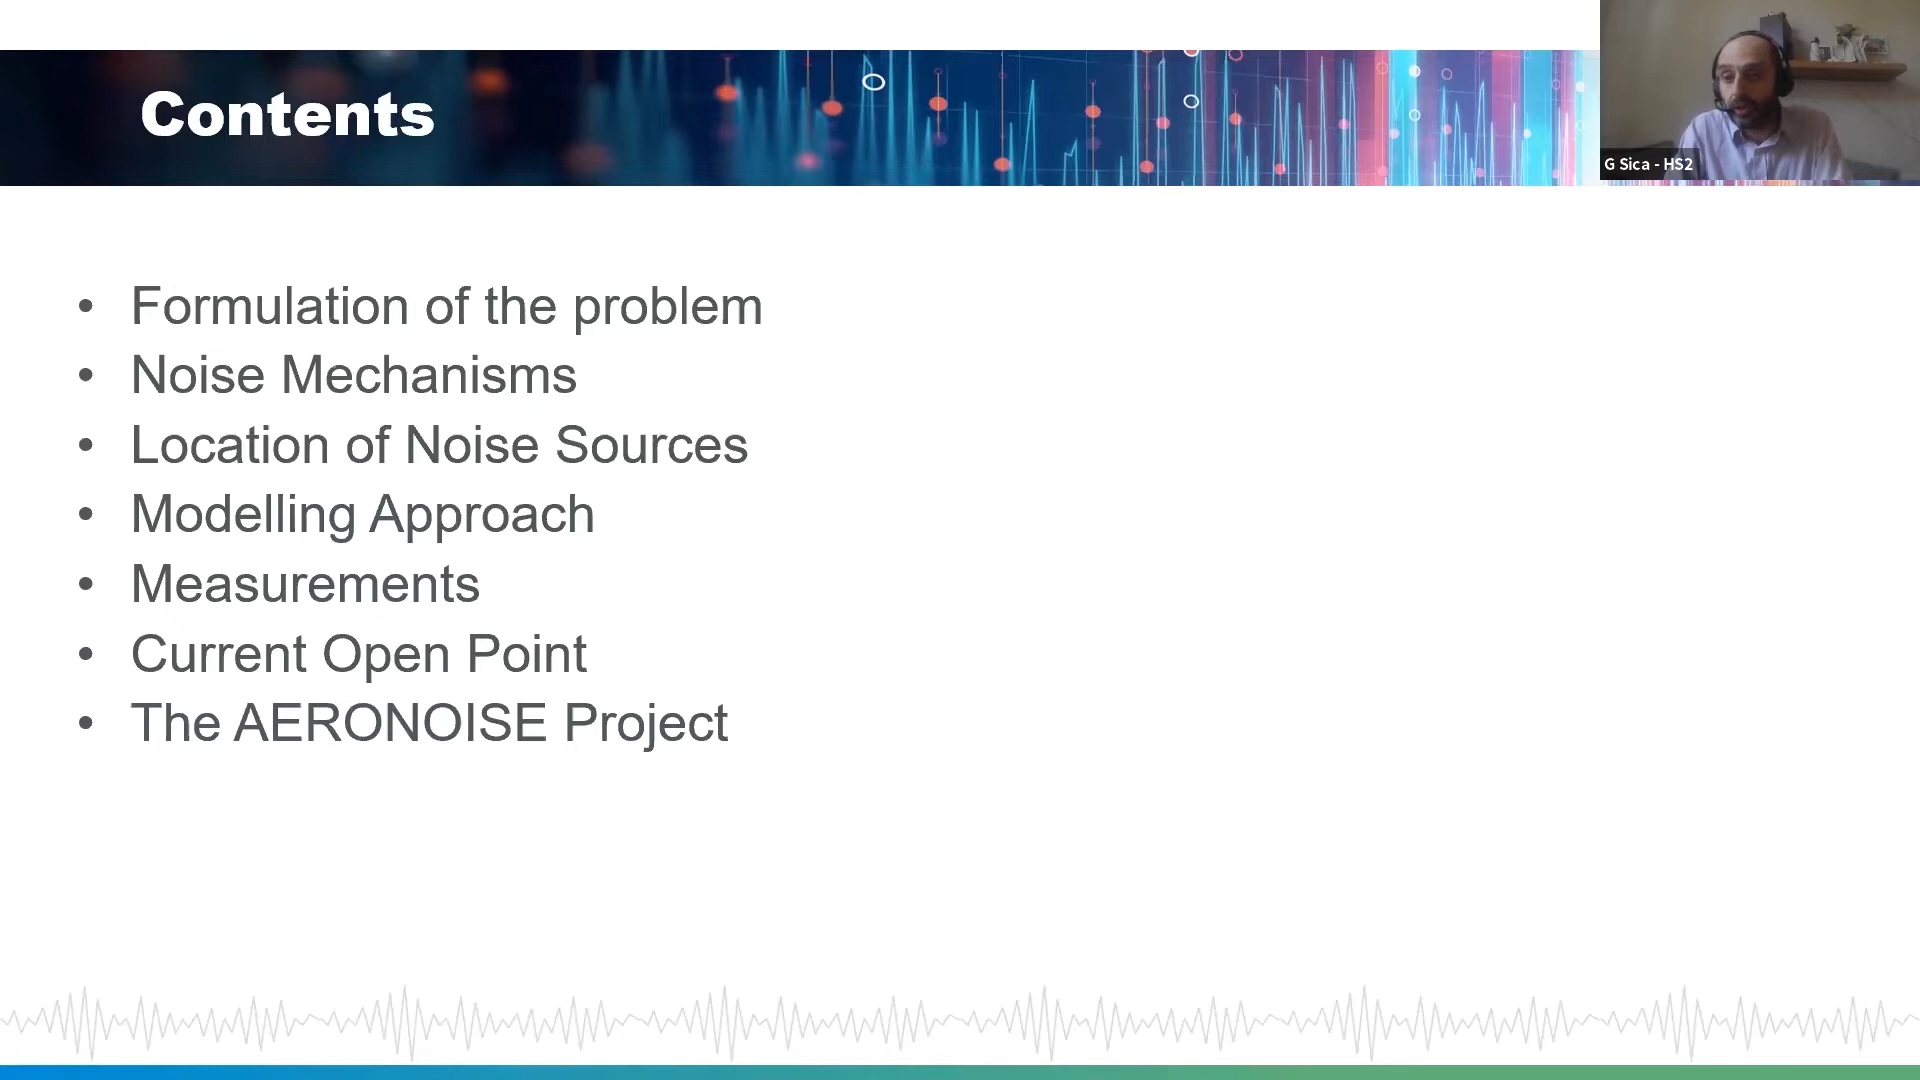 Contents
G Sica - HS2
• Formulation of the problem
• Noise Mechanisms
• Location of Noise Sources
• Modelling Approach
• Measurements
• Current Open Point
• The AERONOISE Project